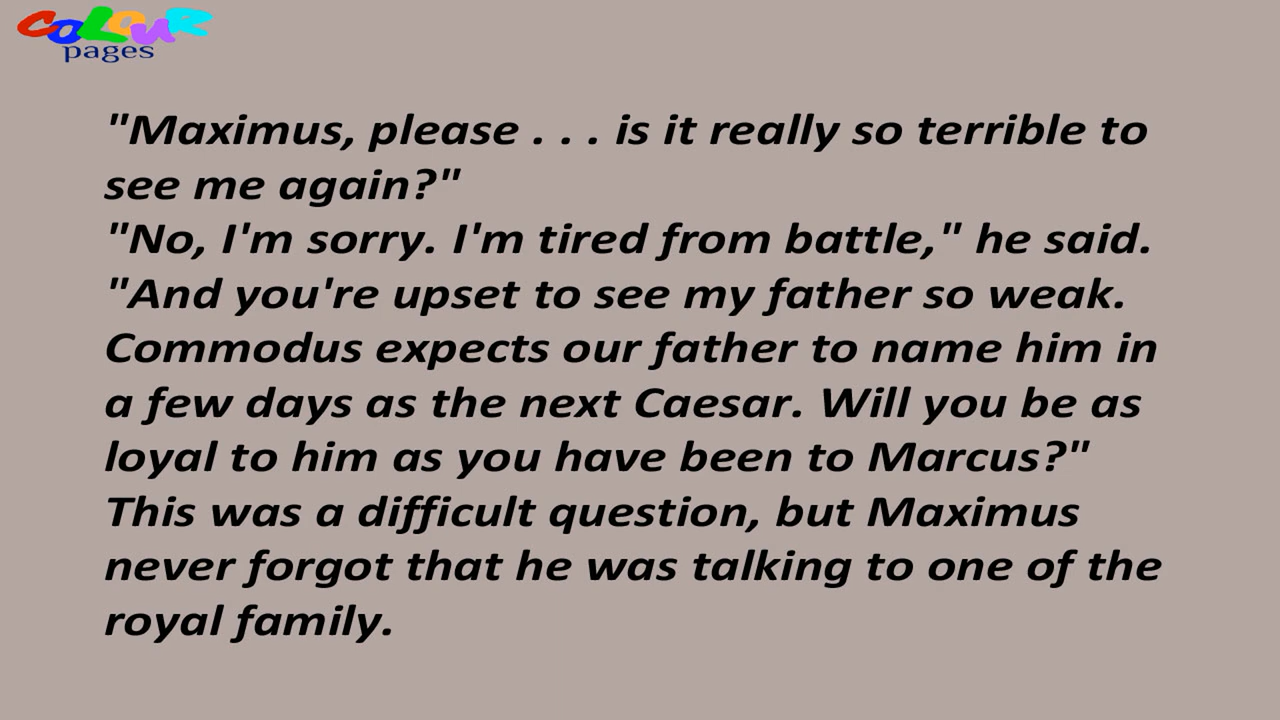 COLOUR
pages
"Maximus, please . . . is it really so terrible to
see me again?"
"No, I'm sorry. I'm tired from battle," he said.
"And you're upset to see my father so weak.
Commodus expects our father to name him in
a few days as the next Caesar. Will you be as
loyal to him as you have been to Marcus?"
This was a difficult question, but Maximus
never forgot that he was talking to one of the
royal family.